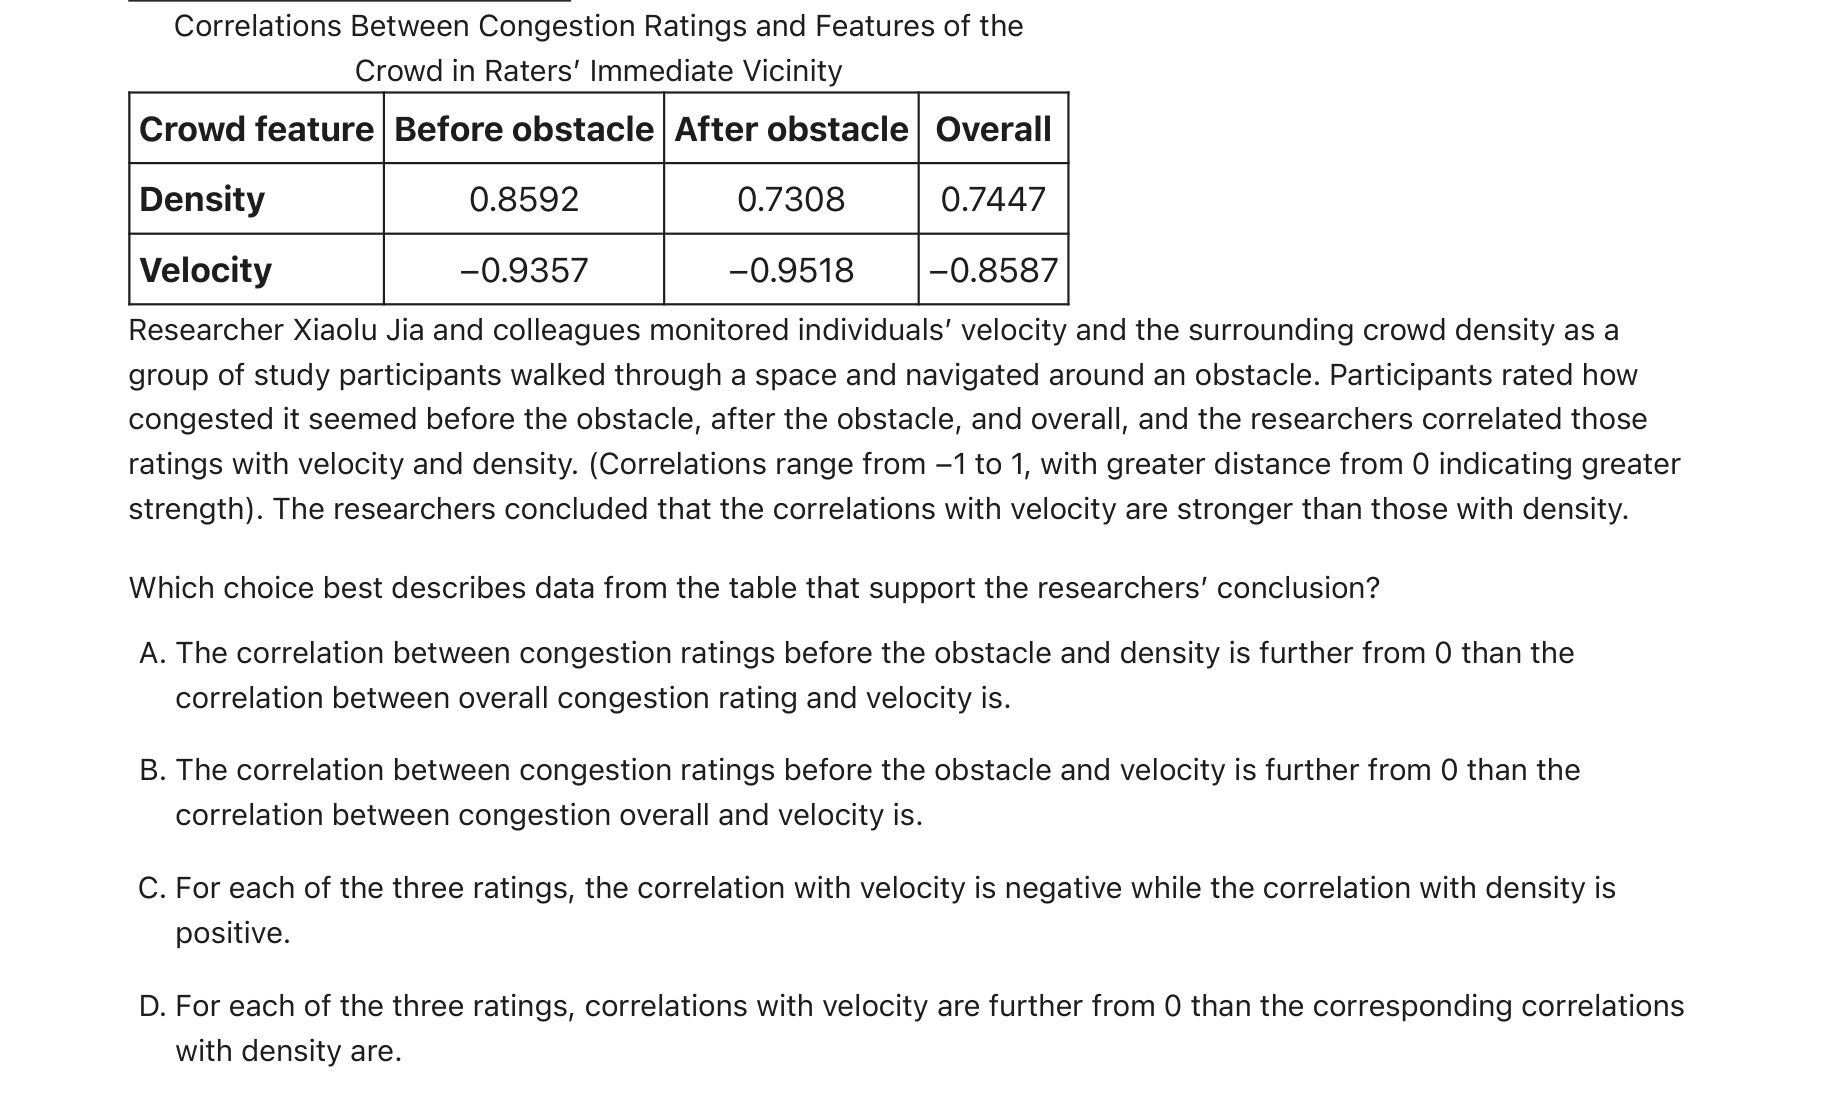 Correlations Between Congestion Ratings and Features of the
Crowd in Raters’ Immediate Vicinity
Crowd feature Before obstacle After obstacle Overall
Density 0.8592 0.7308 0.7447
Velocity −0.9357 −0.9518 −0.8587
Researcher Xiaolu Jia and colleagues monitored individuals’ velocity and the surrounding crowd density as a
group of study participants walked through a space and navigated around an obstacle. Participants rated how
congested it seemed before the obstacle, after the obstacle, and overall, and the researchers correlated those
ratings with velocity and density. (Correlations range from −1 to 1, with greater distance from 0 indicating greater
strength). The researchers concluded that the correlations with velocity are stronger than those with density.
Which choice best describes data from the table that support the researchers’ conclusion?
A. The correlation between congestion ratings before the obstacle and density is further from 0 than the
correlation between overall congestion rating and velocity is.
B. The correlation between congestion ratings before the obstacle and velocity is further from 0 than the
correlation between congestion overall and velocity is.
C. For each of the three ratings, the correlation with velocity is negative while the correlation with density is
positive.
D. For each of the three ratings, correlations with velocity are further from 0 than the corresponding correlations
with density are.